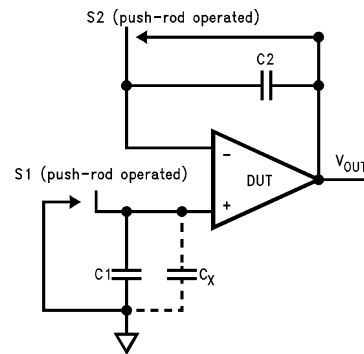 S2 (push-rod operated)
C2
S1 (push-rod operated)
−
DUT
+
VOUT
C1
CX